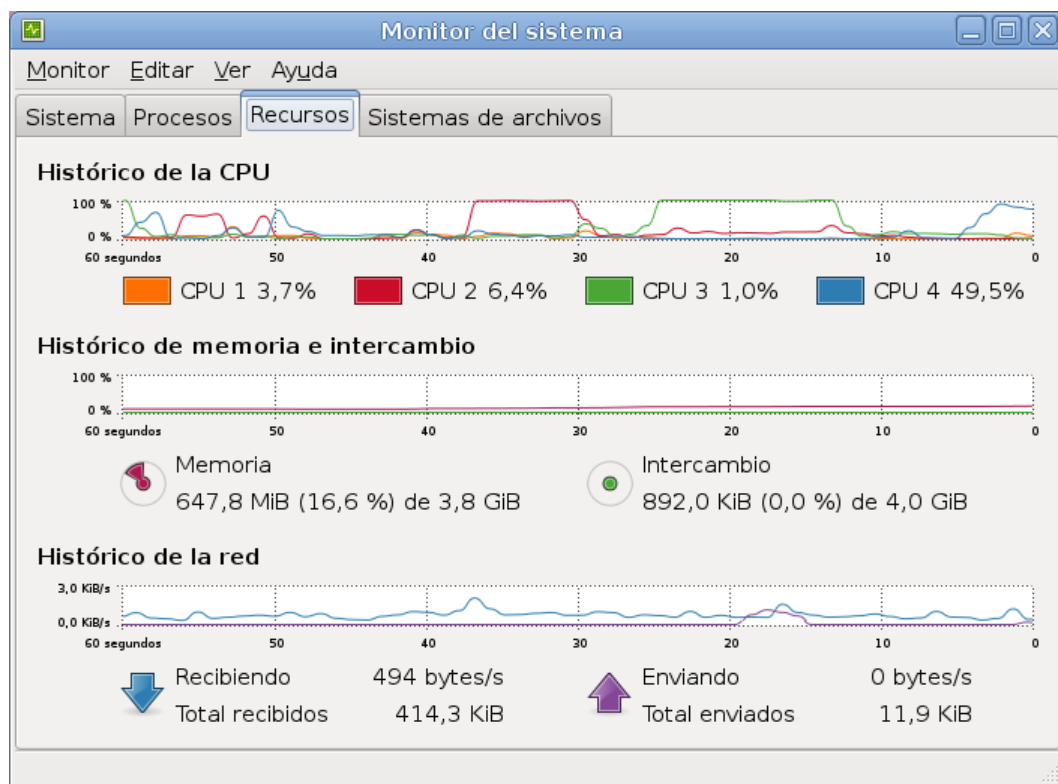 Monitor del sistema
Monitor Editar Ver Ayuda
Sistema Procesos Recursos Sistemas de archivos
Histórico de la CPU
100 %
0 %
60 segundos 50 40 30 20 10 0
CPU 1 3,7% CPU 2 6,4% CPU 3 1,0% CPU 4 49,5%
Histórico de memoria e intercambio
100 %
0 %
60 segundos 50 40 30 20 10 0
Memoria Intercambio
647,8 MiB (16,6 %) de 3,8 GiB 892,0 KiB (0,0 %) de 4,0 GiB
Histórico de la red
3,0 KiB/s
0,0 KiB/s
60 segundos 50 40 30 20 10 0
Recibiendo 494 bytes/s Enviando 0 bytes/s
Total recibidos 414,3 KiB Total enviados 11,9 KiB